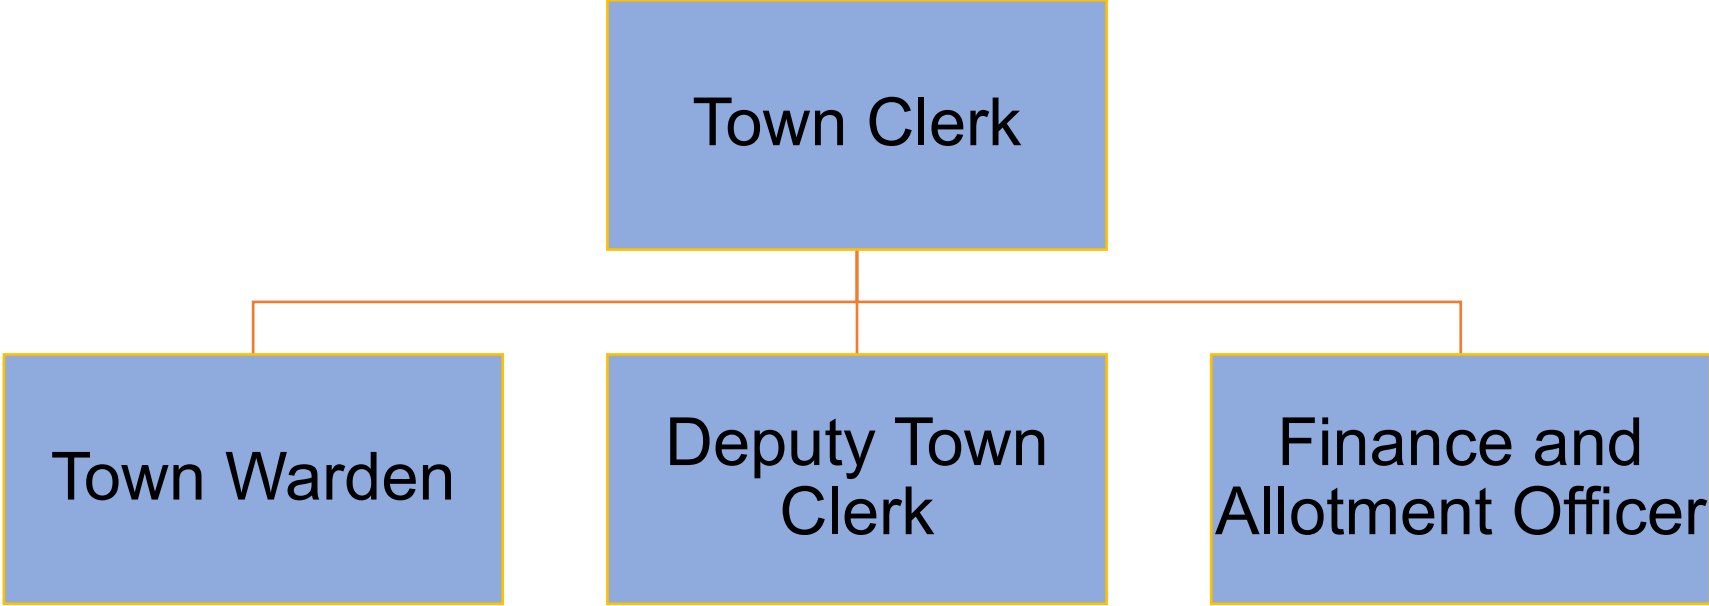 Town Clerk
Town Warden
Deputy Town
Clerk
Finance and
Allotment Officer